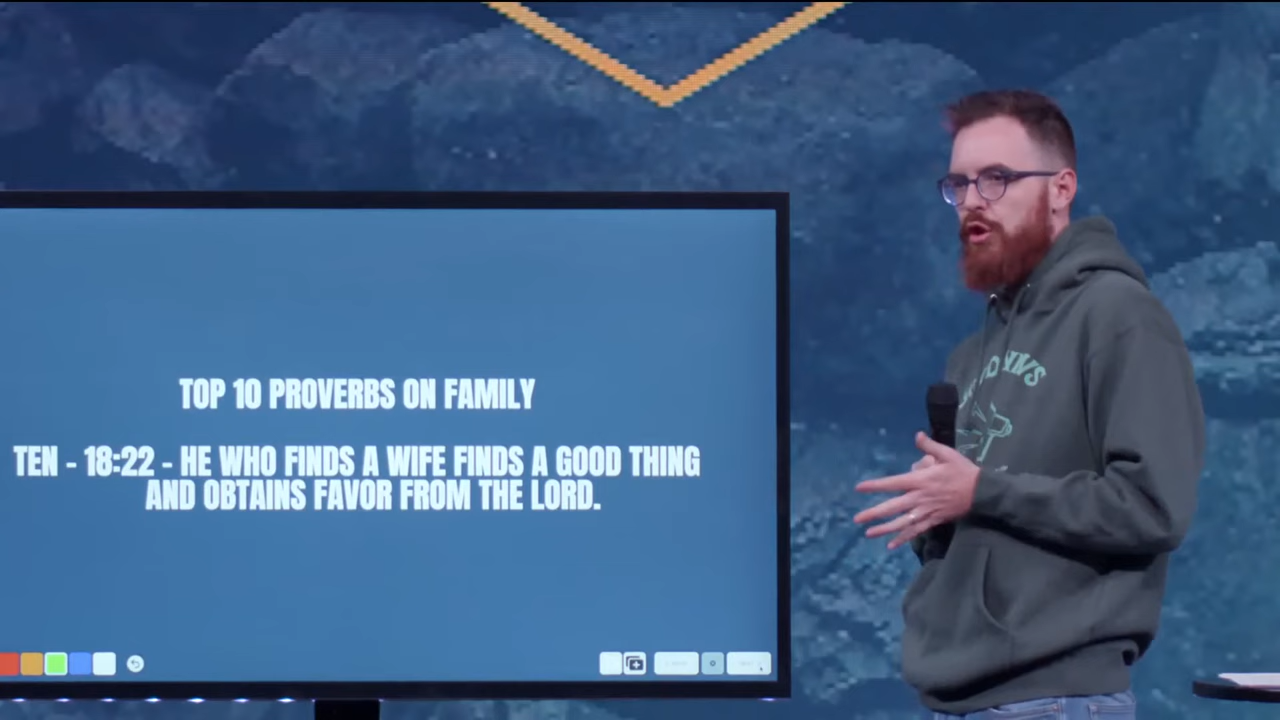 TOP 10 PROVERBS ON FAMILY
TEN - 18:22 - HE WHO FINDS A WIFE FINDS A GOOD THING
AND OBTAINS FAVOR FROM THE LORD.